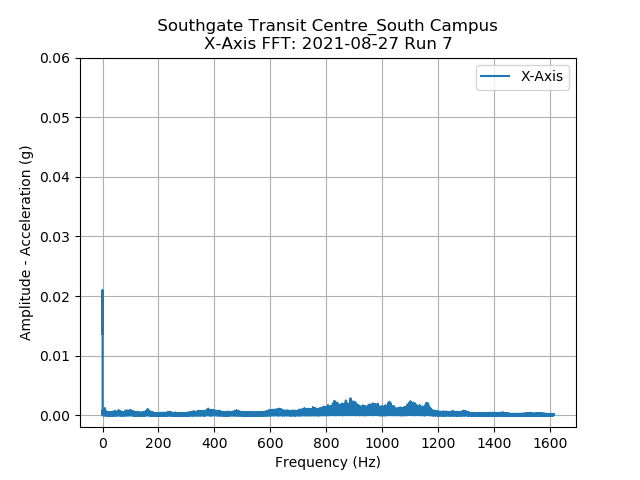 Southgate Transit Centre_South Campus
X-Axis FFT: 2021-08-27 Run 7
X-Axis
0.06
0.05
0.04
0.03
0.02
0.01
0.00
Amplitude - Acceleration (g)
0 200 400 600 800 1000 1200 1400 1600
Frequency (Hz)